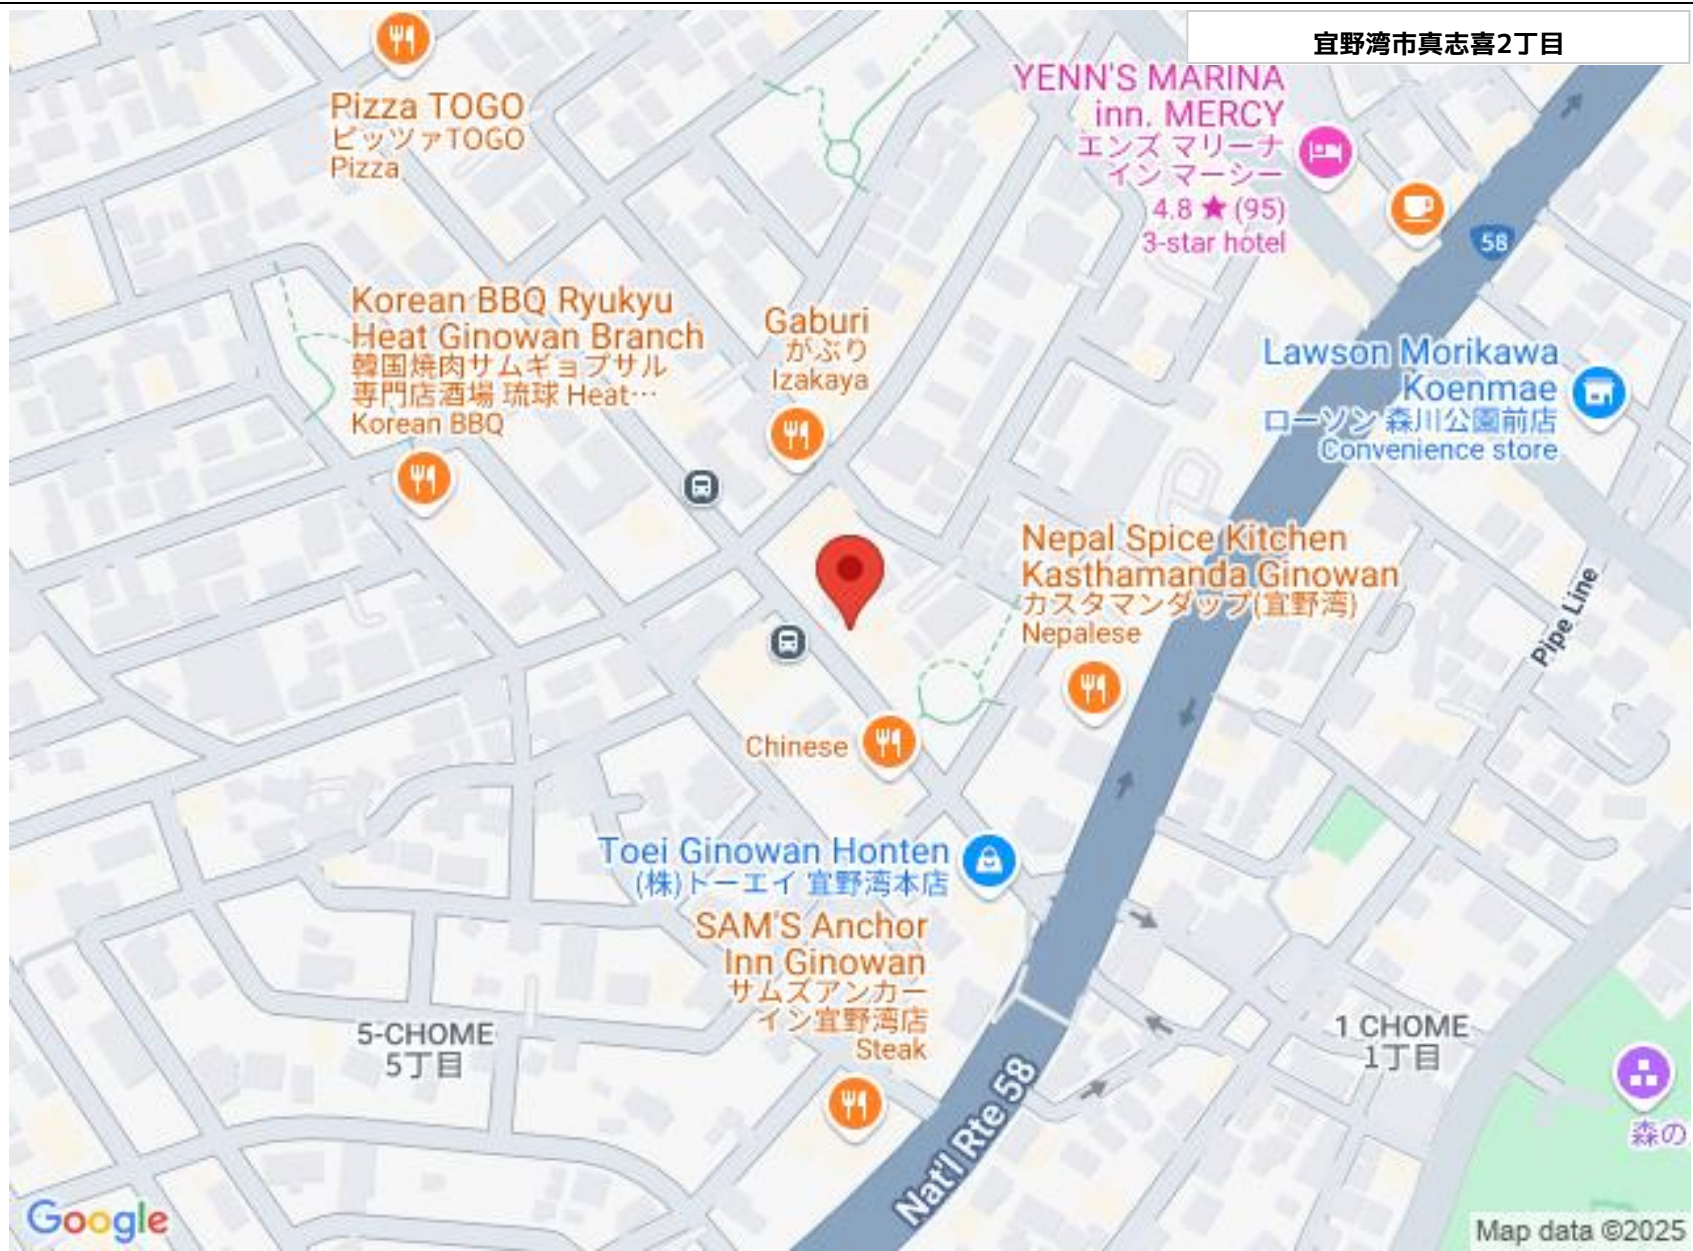 宜野湾市真志喜2丁目
Pizza TOGO
ピッツァTOGO
Pizza
YENN'S MARINA
inn. MERCY
エンズ マリーナ
イン マーシー
4.8 ★ (95)
3-star hotel
58
Korean BBQ Ryukyu
Heat Ginowan Branch
韓国焼肉サムギョプサル
専門店酒場 琉球 Heat…
Korean BBQ
Gaburi
がぶり
Izakaya
Lawson Morikawa
Koenmae
ローソン 森川公園前店
Convenience store
Nepal Spice Kitchen
Kasthamanda Ginowan
カスタマンダップ(宜野湾)
Nepalese
Pipe Line
Chinese
Toei Ginowan Honten
(株)トーエイ 宜野湾本店
SAM'S Anchor
Inn Ginowan
サムズアンカー
イン宜野湾店
Steak
5-CHOME
5丁目
1 CHOME
1丁目
Nat'l Rte 58
森の
Google
Map data ©2025